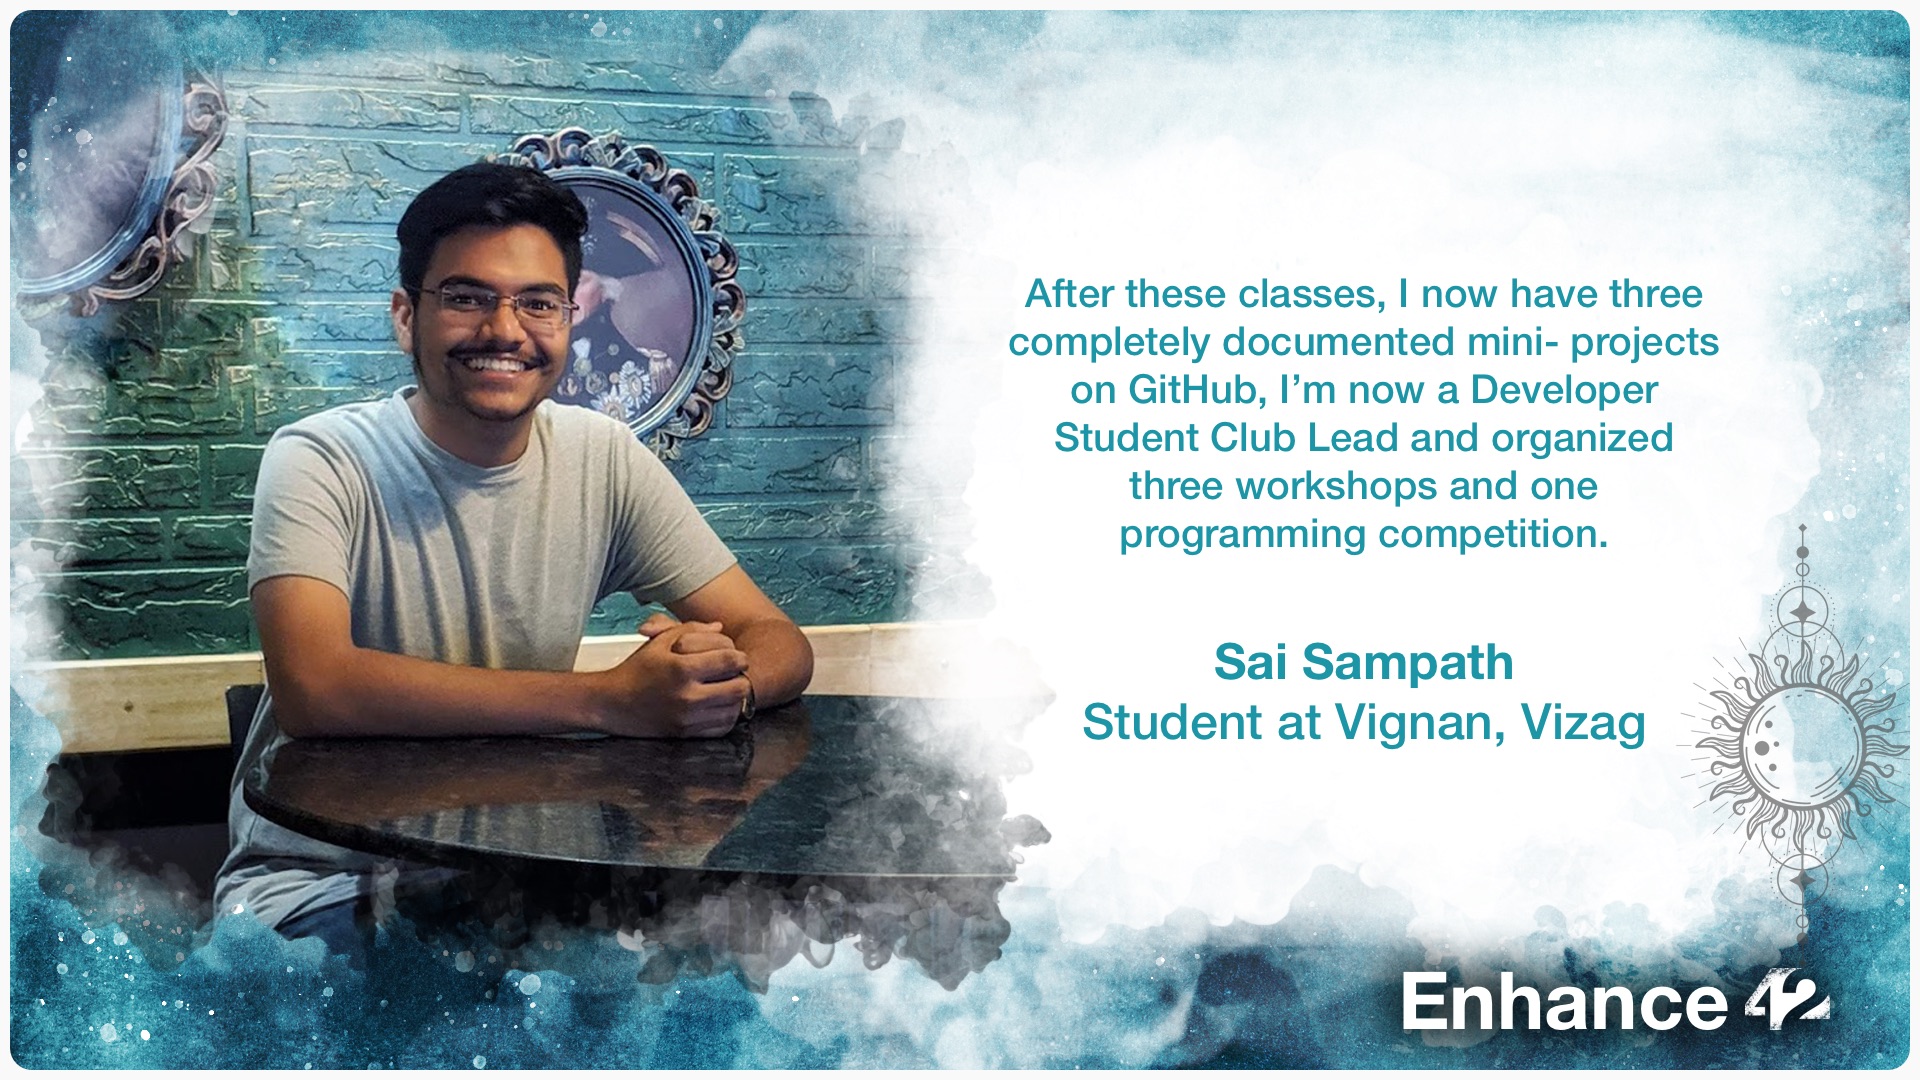 After these classes, I now have three
completely documented mini- projects
on GitHub, I’m now a Developer
Student Club Lead and organized
three workshops and one
programming competition.
Sai Sampath
Student at Vignan, Vizag
Enhance 42